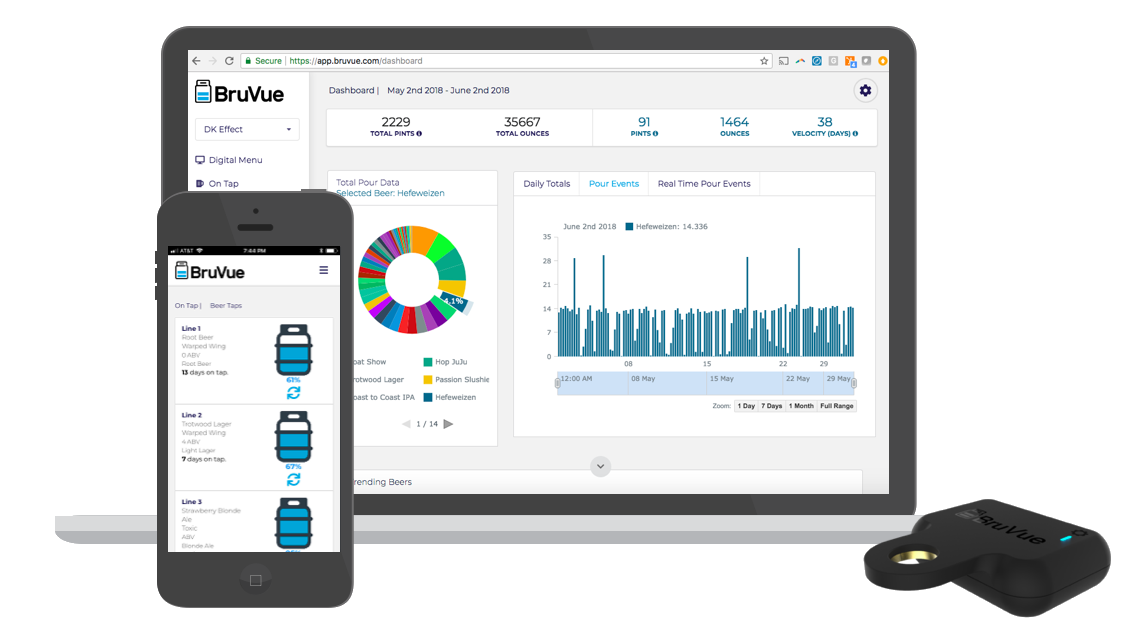 Secure https://app.bruvue.com/dashboard
BruVue
Dashboard | May 2nd 2018 - June 2nd 2018
DK Effect
Digital Menu
On Tap
2229
TOTAL PINTS
35667
TOTAL OUNCES
91
PINTS
1464
OUNCES
38
VELOCITY (DAYS)
Total Pour Data
Selected Beer: Hefeweizen
4.1%
oat Show
Hop JuJu
rotwood Lager
Passion Slushie
oast to Coast IPA
Hefeweizen
1 / 14
Daily Totals
Pour Events
Real Time Pour Events
June 2nd 2018 Hefeweizen: 14.336
35
28
21
14
7
0
08 15 22 29
12:00 AM 08 May 15 May 22 May 29 May
Zoom: 1 Day 7 Days 1 Month Full Range
rending Beers
AT&T 7:44 PM
BruVue
On Tap | Beer Taps
Line 1
Root Beer
Warped Wing
0 ABV
Root Beer
13 days on tap.
61%
Line 2
Trotwood Lager
Warped Wing
4 ABV
Light Lager
7 days on tap.
67%
Line 3
Strawberry Blonde
Ale
Toxic
ABV
Blonde Ale
BruVue